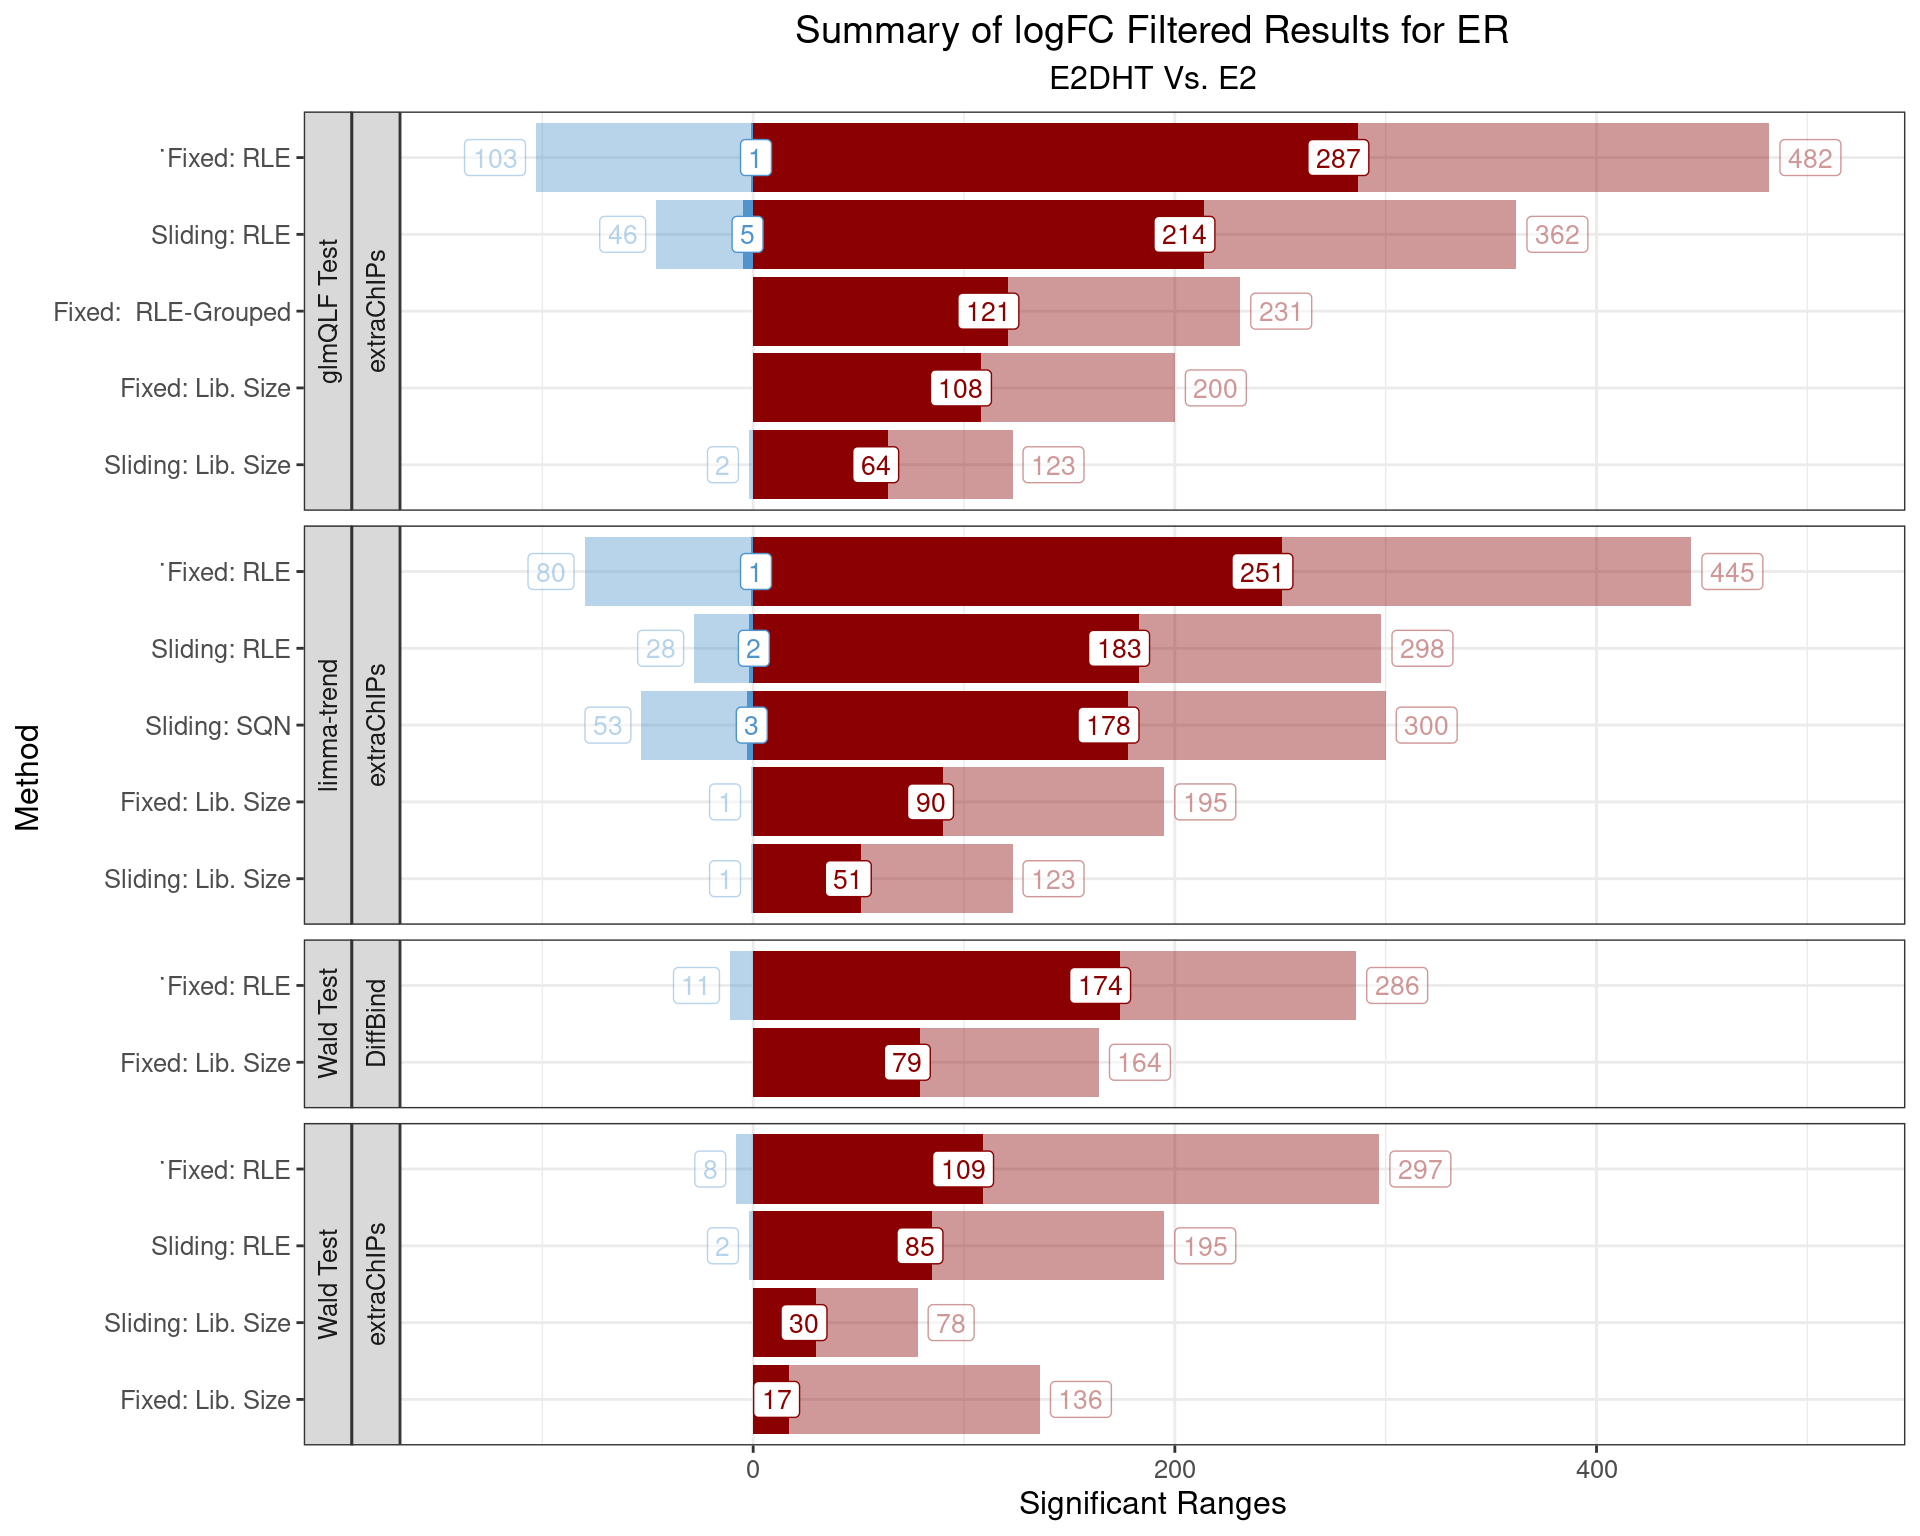 Summary of logFC Filtered Results for ER
E2DHT Vs. E2
Method
glmQLF Test
extraChIPs
˙Fixed: RLE 103 1 287 482
Sliding: RLE 46 5 214 362
Fixed:  RLE-Grouped 121 231
Fixed: Lib. Size 108 200
Sliding: Lib. Size 2 64 123
limma-trend
extraChIPs
˙Fixed: RLE 80 1 251 445
Sliding: RLE 28 2 183 298
Sliding: SQN 53 3 178 300
Fixed: Lib. Size 1 90 195
Sliding: Lib. Size 1 51 123
Wald Test
DiffBind
˙Fixed: RLE 11 174 286
Fixed: Lib. Size 79 164
Wald Test
extraChIPs
˙Fixed: RLE 8 109 297
Sliding: RLE 2 85 195
Sliding: Lib. Size 30 78
Fixed: Lib. Size 17 136
0 200 400
Significant Ranges